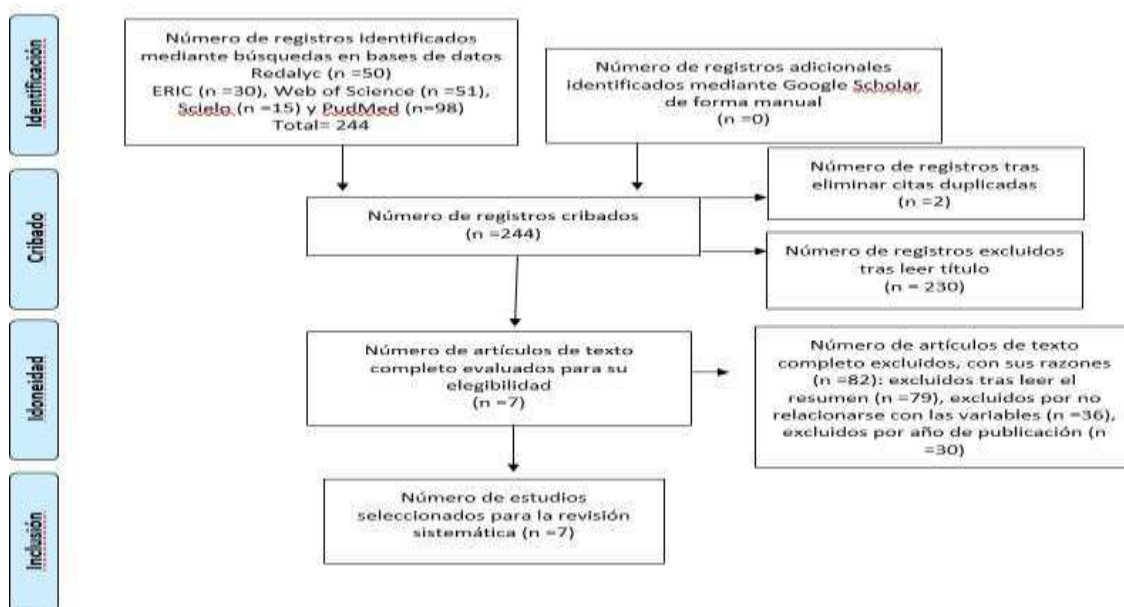 Identificación
Número de registros identificados
mediante búsquedas en bases de datos
Redalyc (n =50)
ERIC (n =30), Web of Science (n =51),
Scielo (n =15) y PudMed (n=98)
Total= 244
Número de registros adicionales
identificados mediante Google Scholar
de forma manual
(n =0)
Cribado
Número de registros cribados
(n =244)
Número de registros tras
eliminar citas duplicadas
(n =2)
Número de registros excluidos
tras leer título
(n = 230)
Idoneidad
Número de artículos de texto
completo evaluados para su
elegibilidad
(n =7)
Número de artículos de texto
completo excluidos, con sus razones
(n =82): excluidos tras leer el
resumen (n =79), excluidos por no
relacionarse con las variables (n =36),
excluidos por año de publicación (n
=30)
Inclusión
Número de estudios
seleccionados para la revisión
sistemática (n =7)